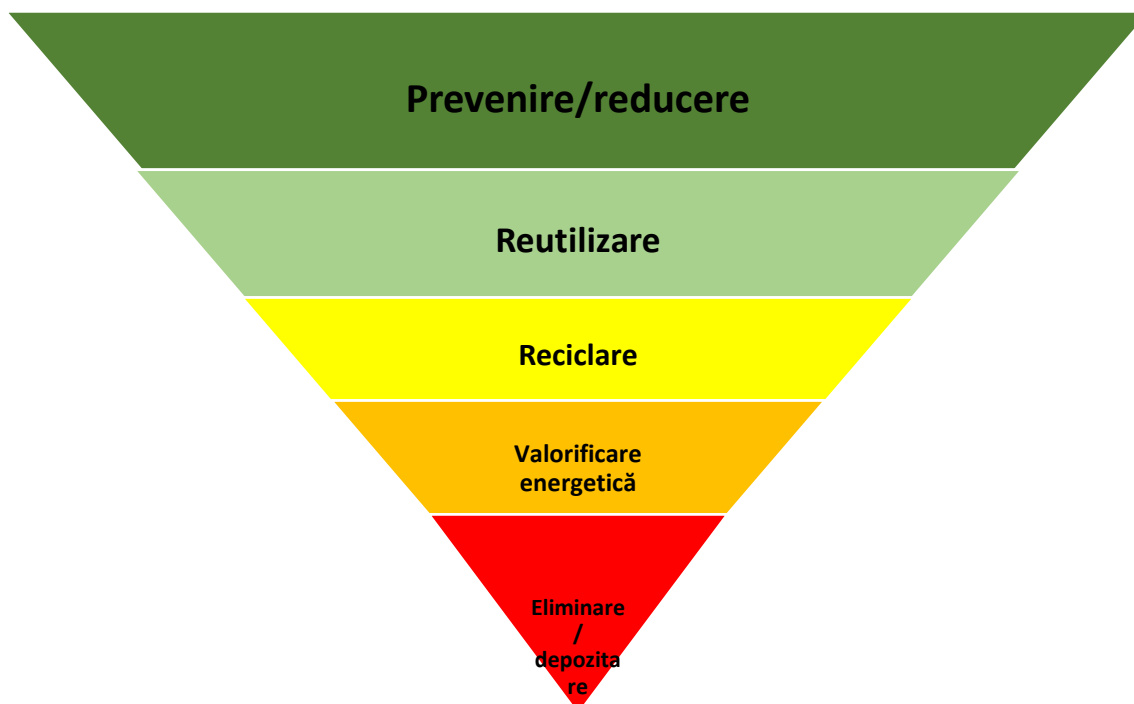 Prevenire/reducere
Reutilizare
Reciclare
Valorificare
energetică
Eliminare
/
depozita
re